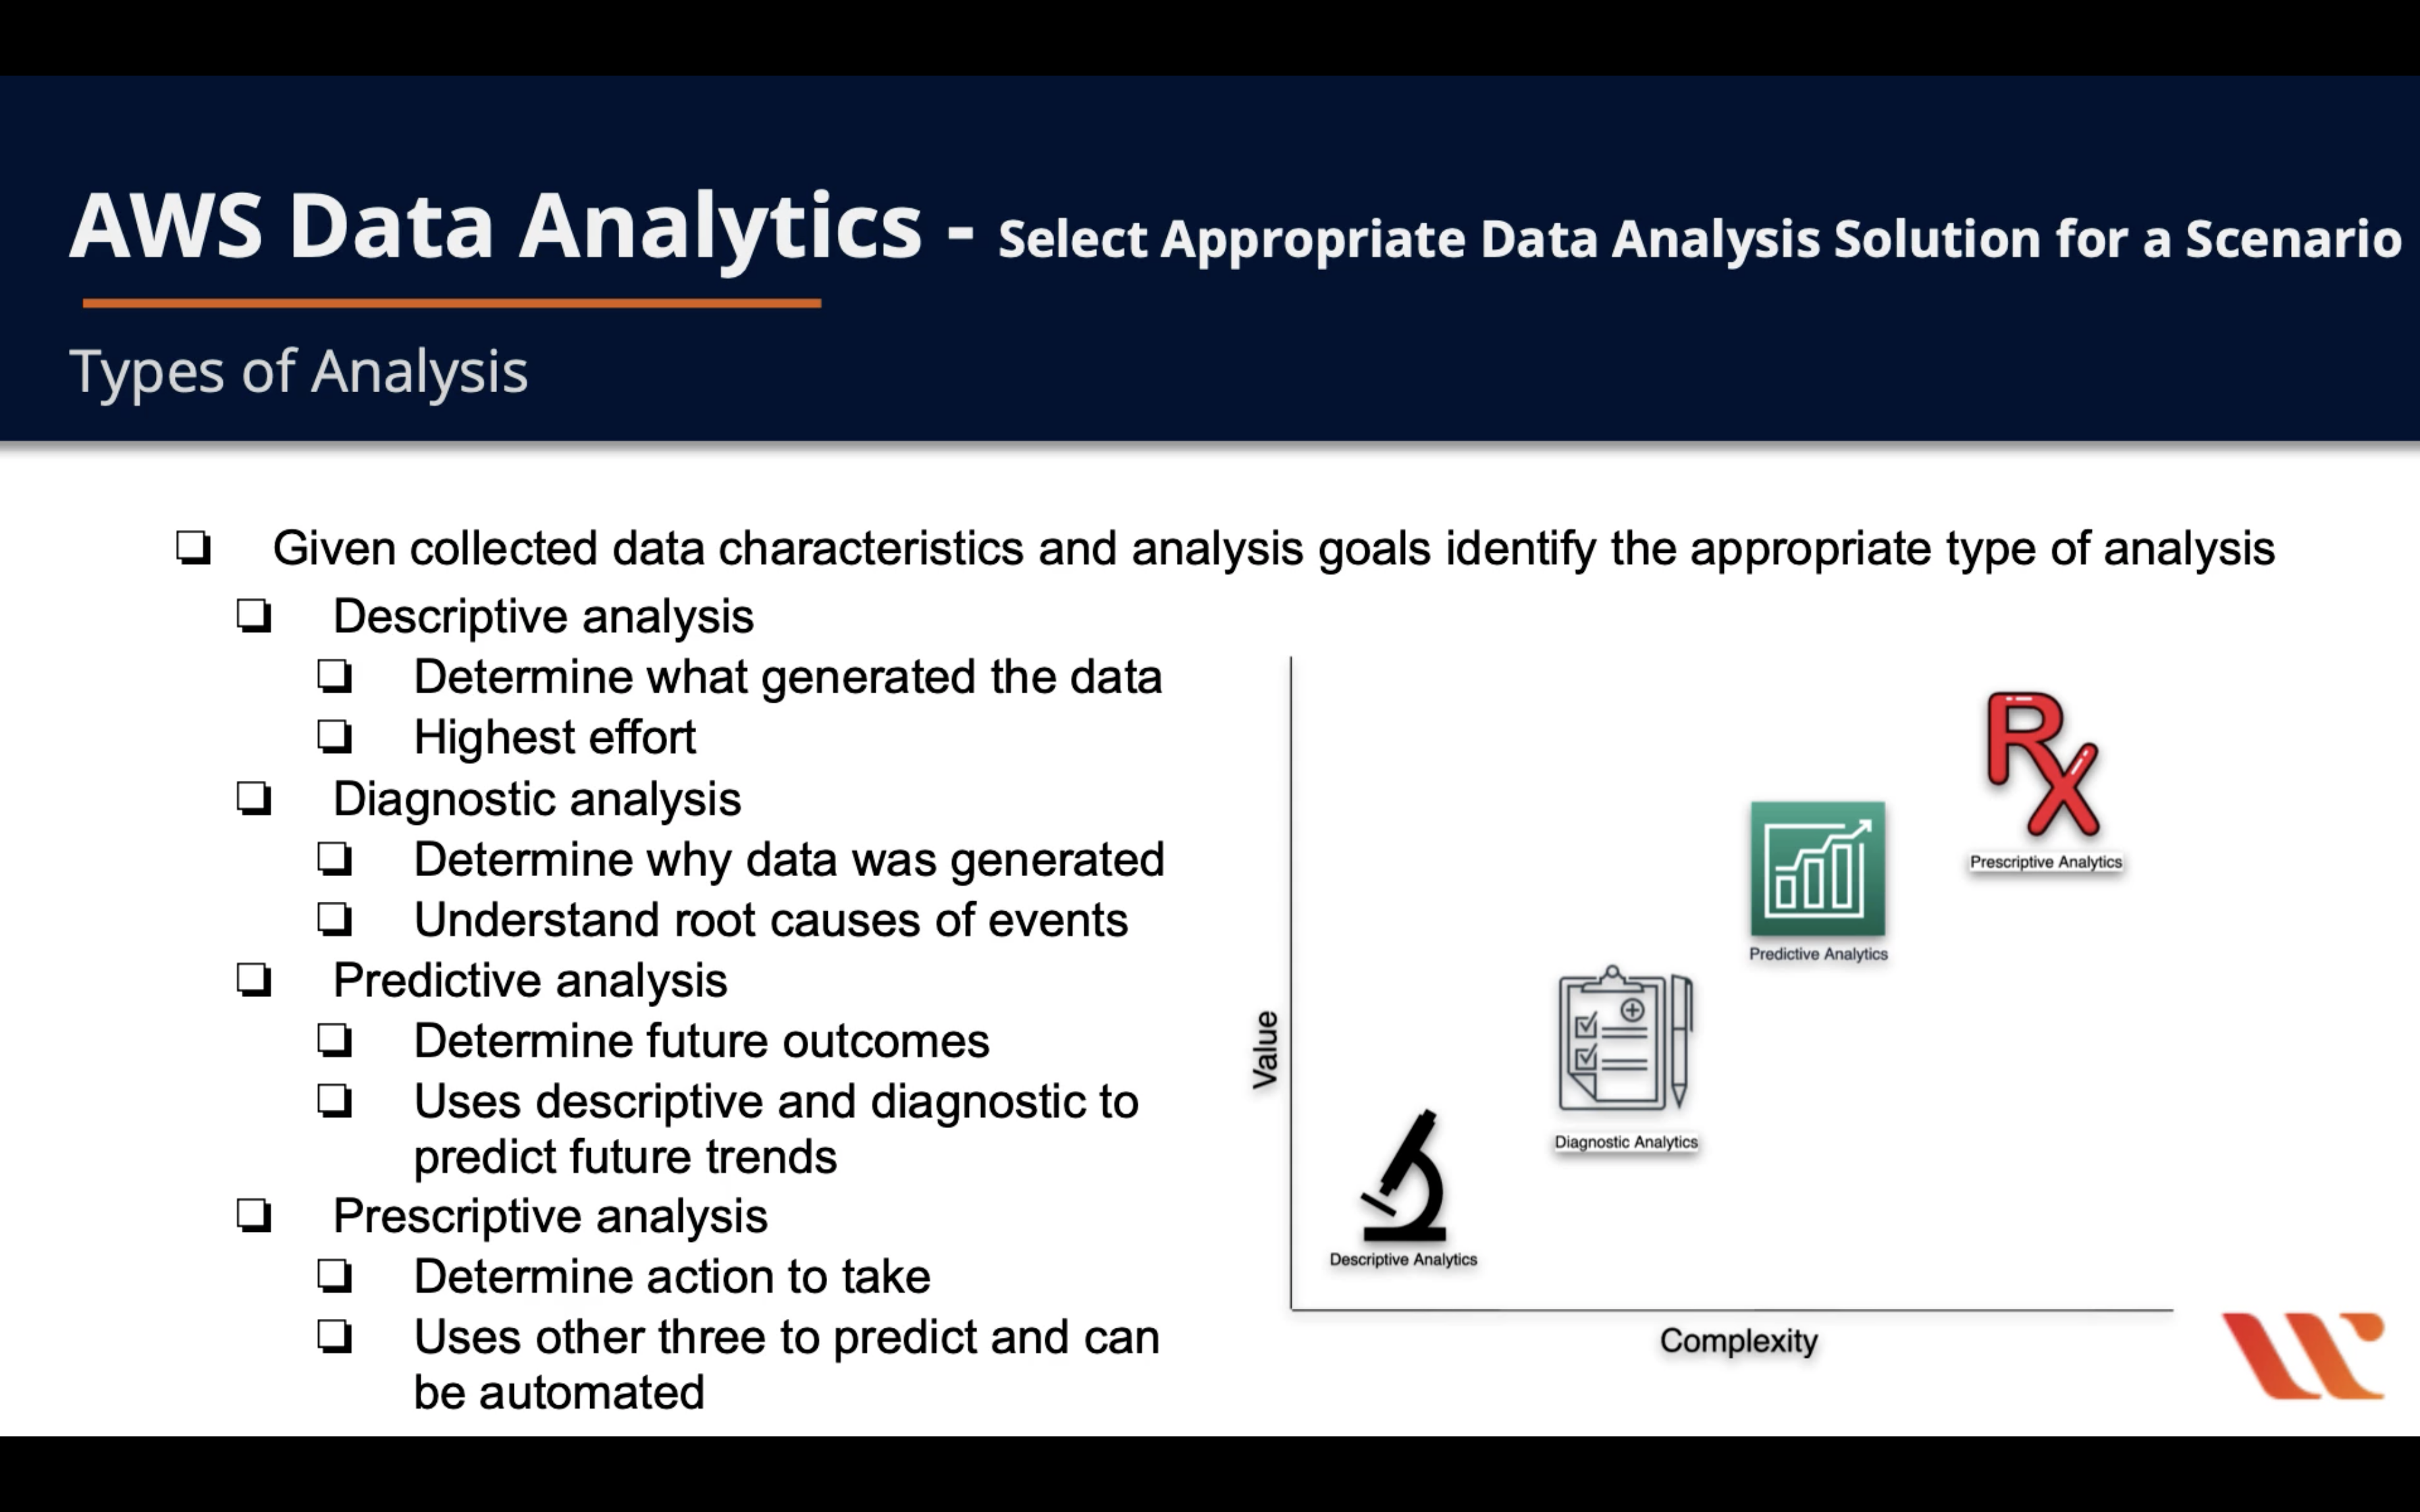 AWS Data Analytics - Select Appropriate Data Analysis Solution for a Scenario
Types of Analysis
Given collected data characteristics and analysis goals identify the appropriate type of analysis
Descriptive analysis
Determine what generated the data
Highest effort
Diagnostic analysis
Determine why data was generated
Understand root causes of events
Predictive analysis
Determine future outcomes
Uses descriptive and diagnostic to
predict future trends
Prescriptive analysis
Determine action to take
Uses other three to predict and can
be automated
Value
Rx
Prescriptive Analytics
Predictive Analytics
Diagnostic Analytics
Descriptive Analytics
Complexity